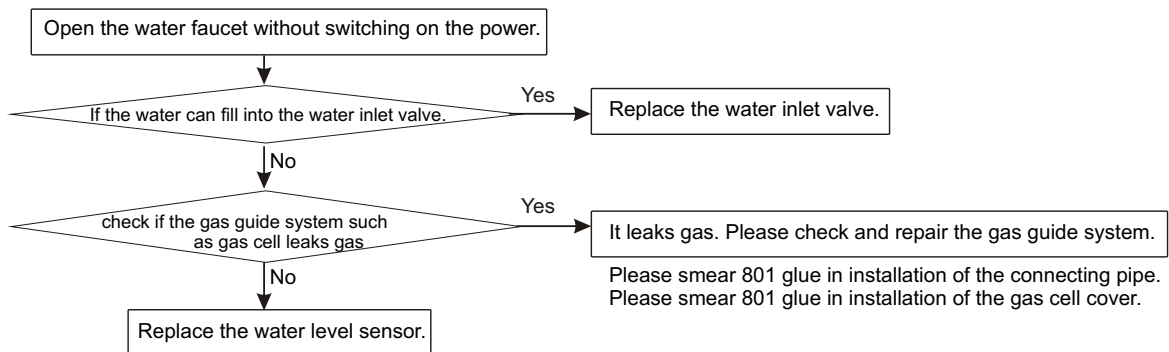 Open the water faucet without switching on the power.
If the water can fill into the water inlet valve.
Yes
Replace the water inlet valve.
No
check if the gas guide system such
as gas cell leaks gas
Yes
It leaks gas. Please check and repair the gas guide system.
Please smear 801 glue in installation of the connecting pipe.
Please smear 801 glue in installation of the gas cell cover.
No
Replace the water level sensor.